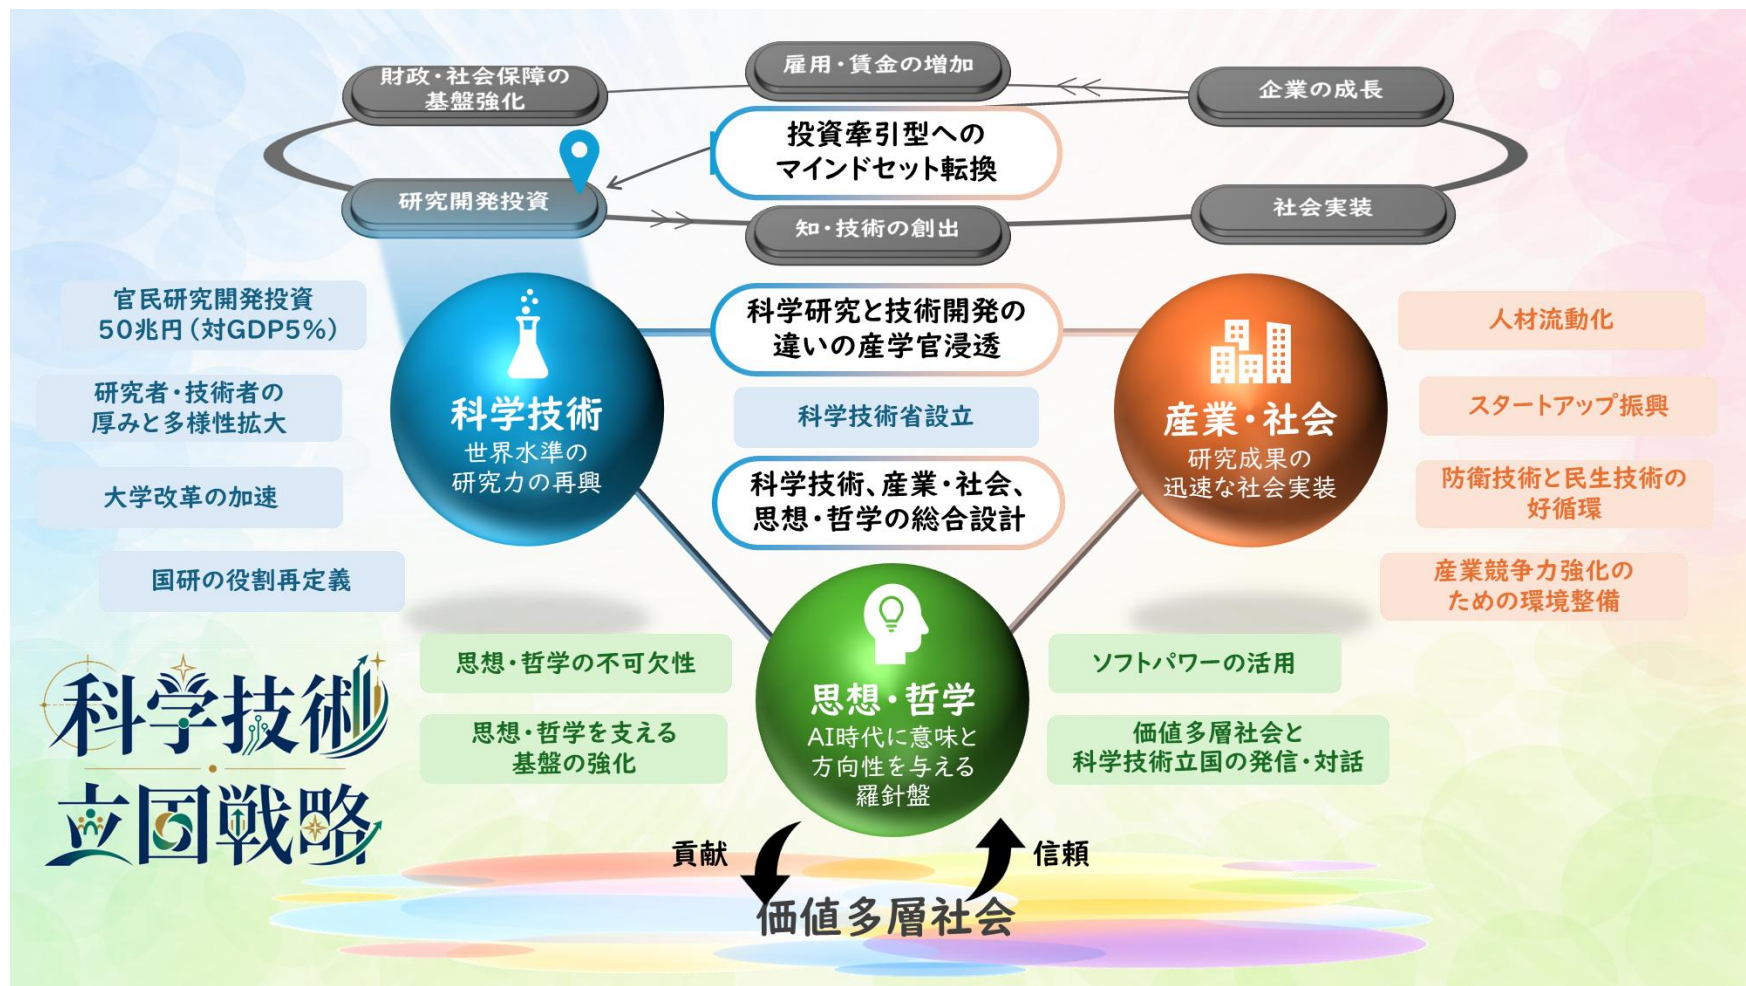 雇用・賃金の増加
財政・社会保障の
基盤強化
企業の成長
投資牽引型への
マインドセット転換
研究開発投資
知・技術の創出
社会実装
官民研究開発投資
50兆円(対GDP5%)
研究者・技術者の
厚みと多様性拡大
大学改革の加速
国研の役割再定義
科学技術
世界水準の
研究力の再興
科学研究と技術開発の
違いの産学官浸透
科学技術省設立
科学技術、産業・社会、
思想・哲学の総合設計
産業・社会
研究成果の
迅速な社会実装
人材流動化
スタートアップ振興
防衛技術と民生技術の
好循環
産業競争力強化の
ための環境整備
思想・哲学の不可欠性
思想・哲学を支える
基盤の強化
思想・哲学
AI時代に意味と
方向性を与える
羅針盤
ソフトパワーの活用
価値多層社会と
科学技術立国の発信・対話
科学技術
立国戦略
貢献
信頼
価値多層社会